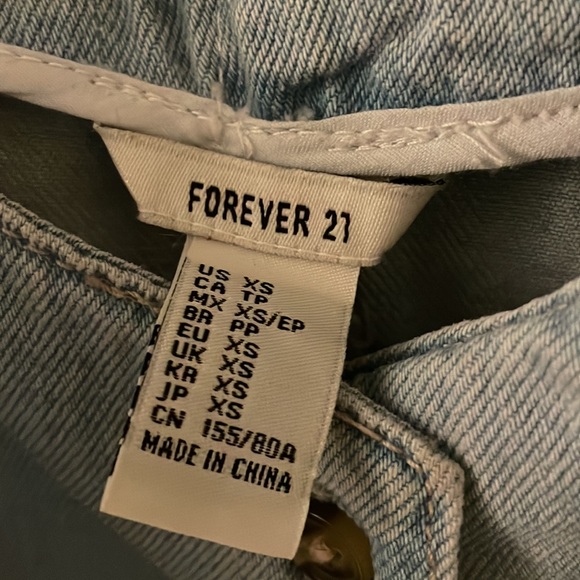 FOREVER 21
US XS
CA TP
MX XS/EP
BR PP
EU XS
UK XS
KR XS
JP XS
CN 155/80A
MADE IN CHINA